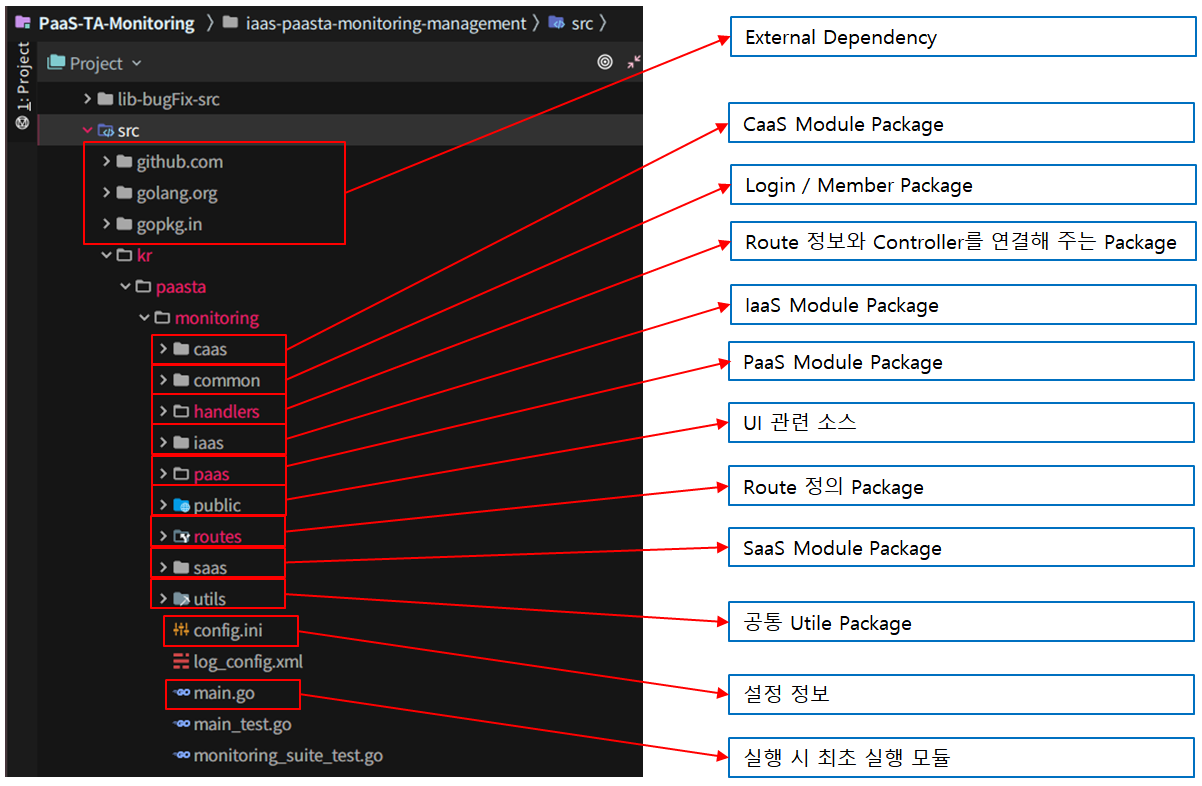 PaaS-TA-Monitoring 〉 iaas-paasta-monitoring-management 〉 src 〉
1: Project
Project
lib-bugFix-src
src
github.com
golang.org
gopkg.in
kr
paasta
monitoring
caas
common
handlers
iaas
paas
public
routes
saas
utils
config.ini
log_config.xml
main.go
main_test.go
monitoring_suite_test.go
External Dependency
CaaS Module Package
Login / Member Package
Route 정보와 Controller를 연결해 주는 Package
IaaS Module Package
PaaS Module Package
UI 관련 소스
Route 정의 Package
SaaS Module Package
공통 Utile Package
설정 정보
실행 시 최초 실행 모듈